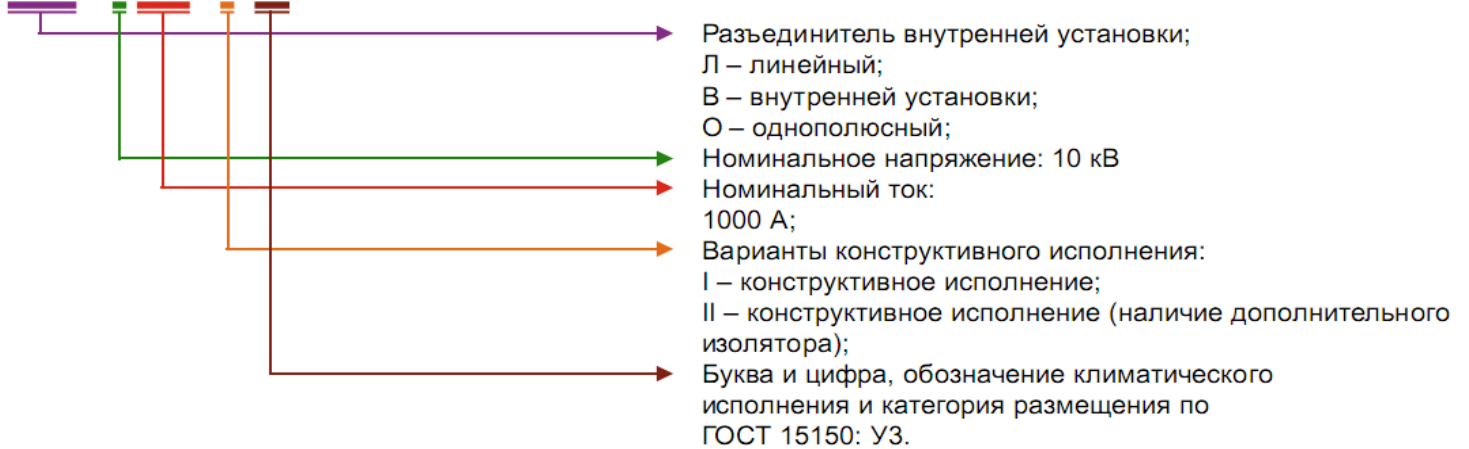 Разъединитель внутренней установки;
Л – линейный;
В – внутренней установки;
О – однополюсный;
Номинальное напряжение: 10 кВ
Номинальный ток:
1000 А;
Варианты конструктивного исполнения:
I – конструктивное исполнение;
II – конструктивное исполнение (наличие дополнительного
изолятора);
Буква и цифра, обозначение климатического
исполнения и категория размещения по
ГОСТ 15150: У3.